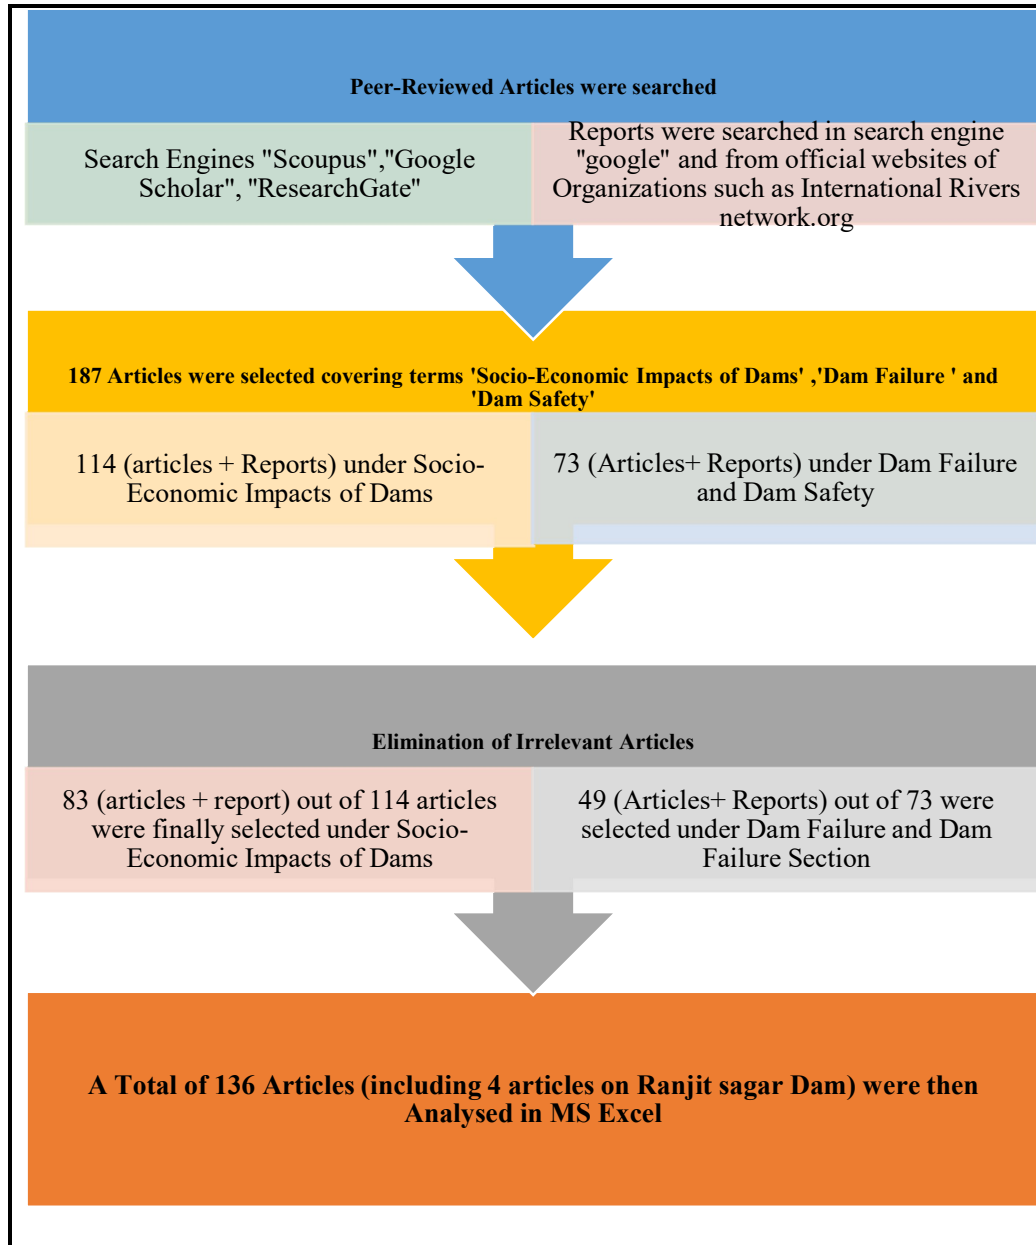 Peer-Reviewed Articles were searched
Search Engines "Scoupus","Google
Scholar", "ResearchGate"
Reports were searched in search engine
"google" and from official websites of
Organizations such as International Rivers
network.org
187 Articles were selected covering terms 'Socio-Economic Impacts of Dams' ,'Dam Failure ' and
'Dam Safety'
114 (articles + Reports) under Socio-
Economic Impacts of Dams
73 (Articles+ Reports) under Dam Failure
and Dam Safety
Elimination of Irrelevant Articles
83 (articles + report) out of 114 articles
were finally selected under Socio-
Economic Impacts of Dams
49 (Articles+ Reports) out of 73 were
selected under Dam Failure and Dam
Failure Section
A Total of 136 Articles (including 4 articles on Ranjit sagar Dam) were then
Analysed in MS Excel